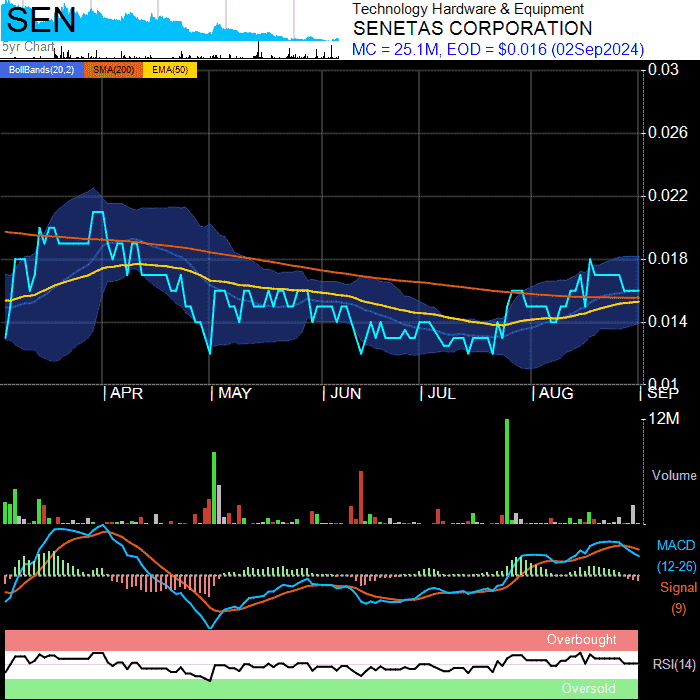 SEN
5yr Chart
Technology Hardware & Equipment
SENETAS CORPORATION
MC = 25.1M, EOD = $0.016 (02Sep2024)
BollBands(20,2) SMA(200) EMA(50)
0.03
0.026
0.022
0.018
0.014
0.01
APR MAY JUN JUL AUG SEP
12M
Volume
MACD
(12-26)
Signal
(9)
Overbought
RSI(14)
Oversold